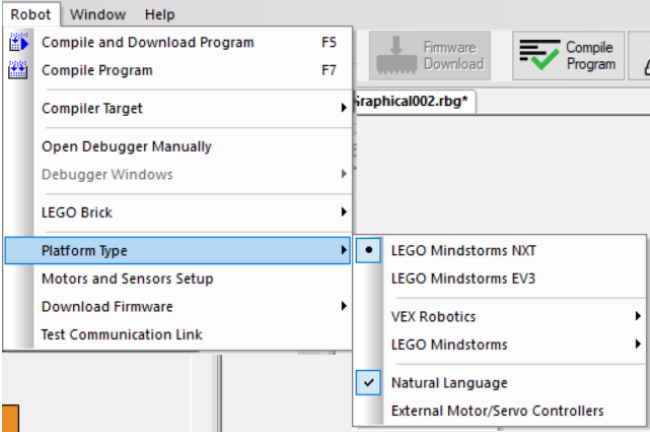 Robot Window Help
Compile and Download Program F5
Compile Program F7
Compiler Target
Open Debugger Manually
Debugger Windows
LEGO Brick
Platform Type
Motors and Sensors Setup
Download Firmware
Test Communication Link
Firmware
Download
Compile
Program
Graphical002.rbg*
LEGO Mindstorms NXT
LEGO Mindstorms EV3
VEX Robotics
LEGO Mindstorms
Natural Language
External Motor/Servo Controllers